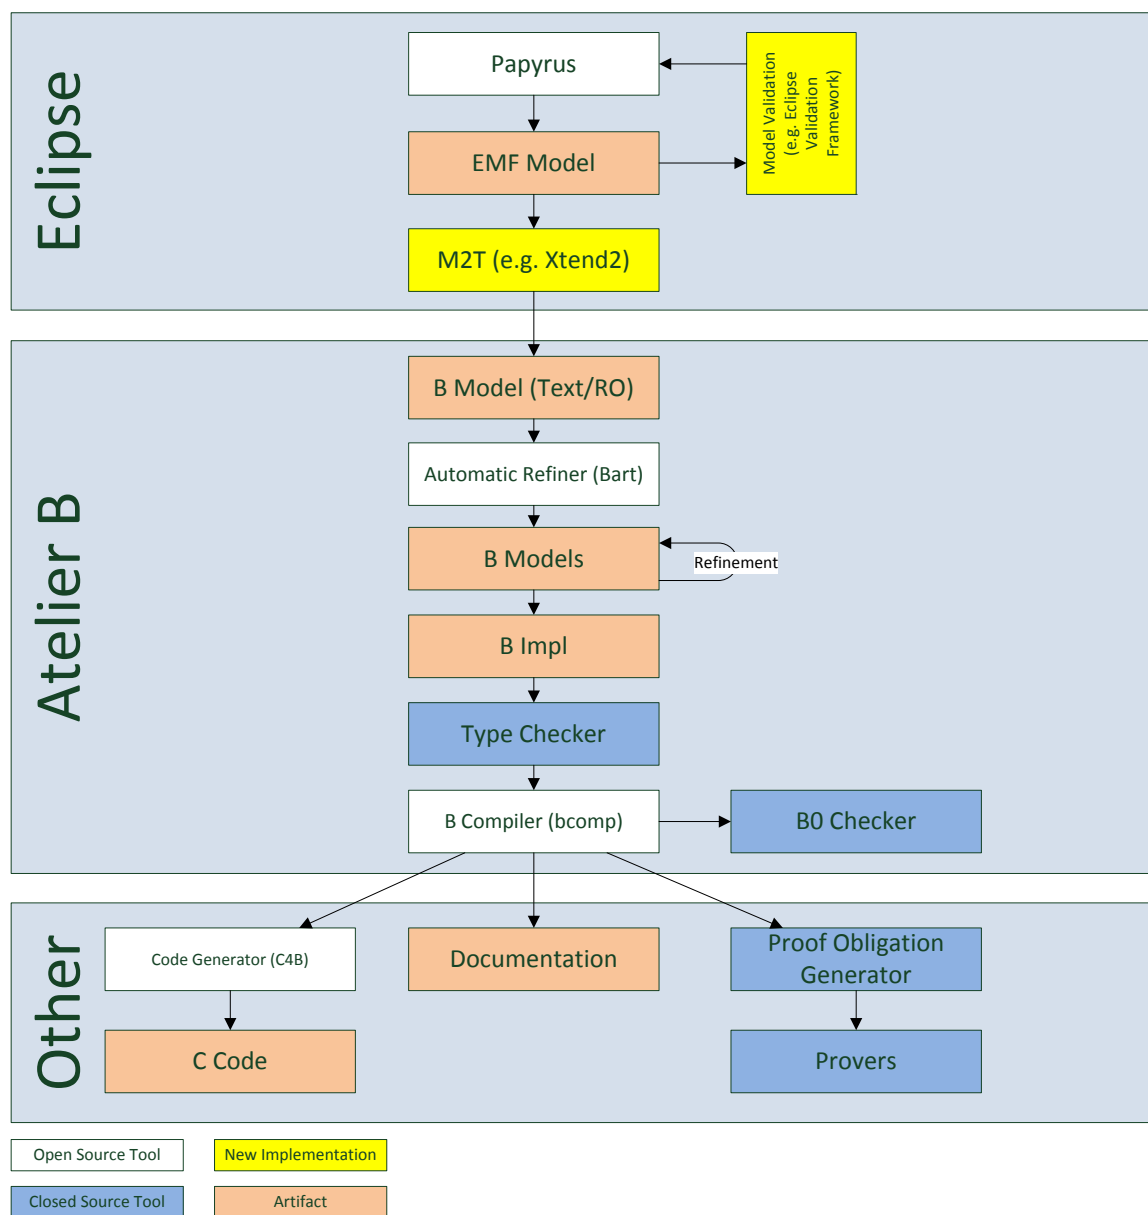 Eclipse
Papyrus
Model Validation
(e.g. Eclipse
Validation
Framework)
EMF Model
M2T (e.g. Xtend2)
Atelier B
B Model (Text/RO)
Automatic Refiner (Bart)
B Models
Refinement
B Impl
Type Checker
B Compiler (bcomp)
B0 Checker
Other
Code Generator (C4B)
Documentation
Proof Obligation
Generator
C Code
Provers
Open Source Tool
New Implementation
Closed Source Tool
Artifact